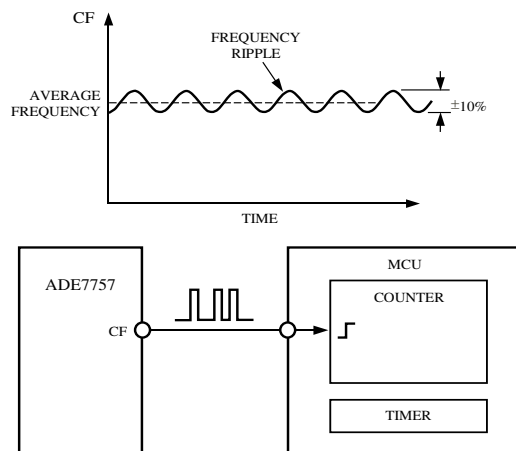 CF
FREQUENCY
RIPPLE
AVERAGE
FREQUENCY
±10%
TIME
ADE7757
CF
MCU
COUNTER
TIMER